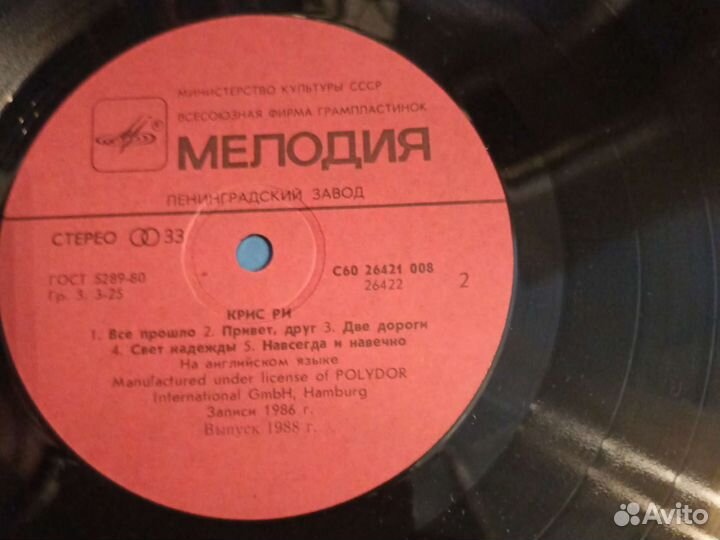 МИНИСТЕРСТВО КУЛЬТУРЫ СССР
ВСЕСОЮЗНАЯ ФИРМА ГРАМПЛАСТИНОК
МЕЛОДИЯ
ЛЕНИНГРАДСКИЙ ЗАВОД
СТЕРЕО 33
ГОСТ 5289-80
Гр. 3. 3-25
С60 26421 008
26422
2
КРИС РИ
1. Все прошло 2. Привет, друг 3. Две дороги
4. Свет надежды 5. Навсегда и навечно
На английском языке
Manufactured under license of POLYDOR
International GmbH, Hamburg
Записи 1986 г.
Выпуск 1988 г.
Avito